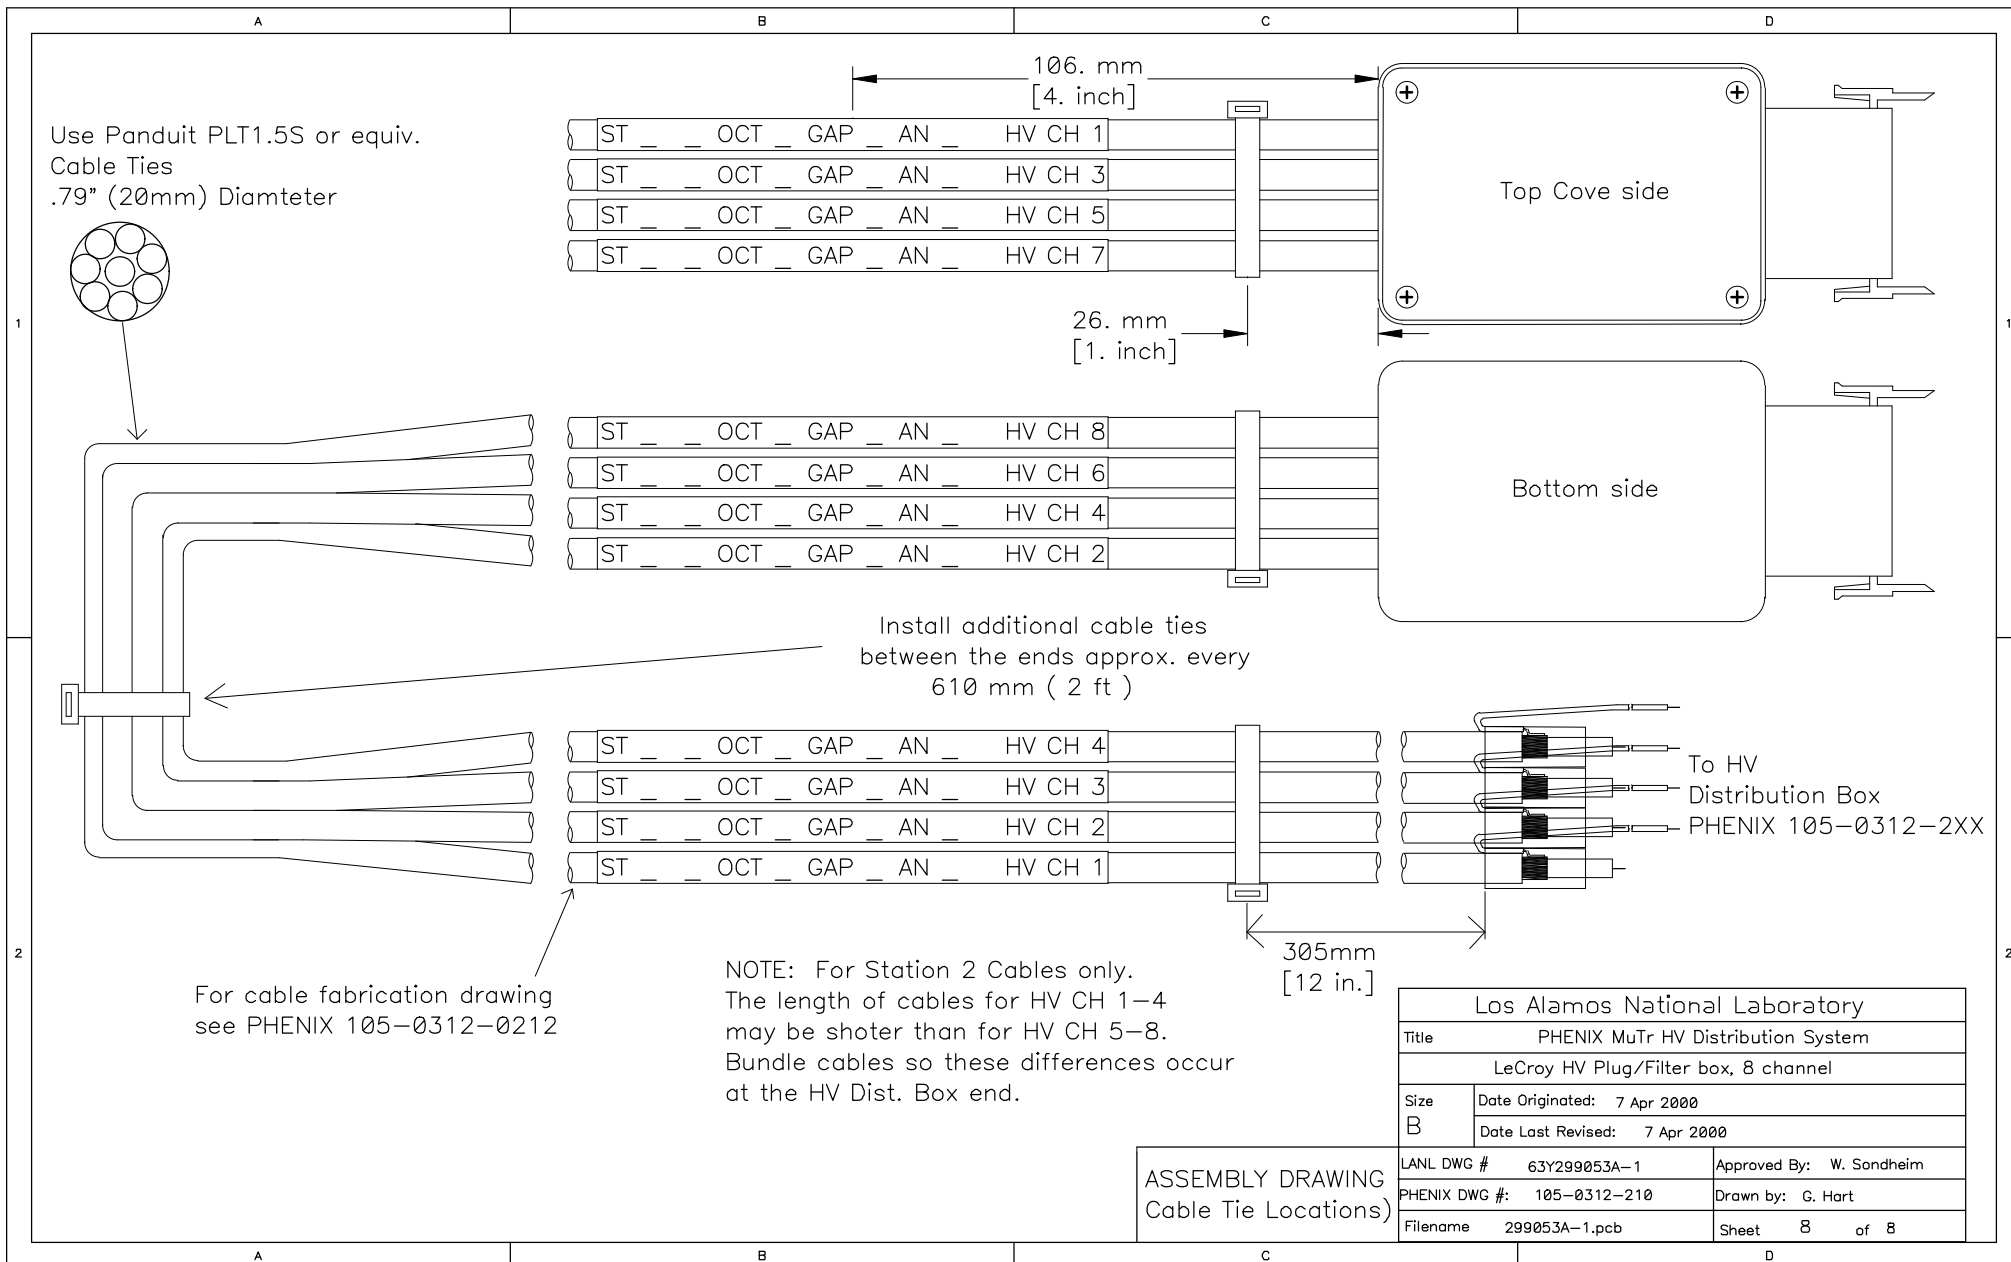 A B C D
106. mm
[4. inch]
Use Panduit PLT1.5S or equiv.
Cable Ties
.79" (20mm) Diamteter
ST _ _ OCT _ GAP _ AN _ HV CH 1
ST _ _ OCT _ GAP _ AN _ HV CH 3
ST _ _ OCT _ GAP _ AN _ HV CH 5
ST _ _ OCT _ GAP _ AN _ HV CH 7
Top Cove side
1 1
26. mm
[1. inch]
ST _ _ OCT _ GAP _ AN _ HV CH 8
ST _ _ OCT _ GAP _ AN _ HV CH 6
ST _ _ OCT _ GAP _ AN _ HV CH 4
ST _ _ OCT _ GAP _ AN _ HV CH 2
Bottom side
Install additional cable ties
between the ends approx. every
610 mm ( 2 ft )
ST _ _ OCT _ GAP _ AN _ HV CH 4
ST _ _ OCT _ GAP _ AN _ HV CH 3
ST _ _ OCT _ GAP _ AN _ HV CH 2
ST _ _ OCT _ GAP _ AN _ HV CH 1
To HV
Distribution Box
PHENIX 105-0312-2XX
2 2
305mm
[12 in.]
For cable fabrication drawing
see PHENIX 105-0312-0212
NOTE: For Station 2 Cables only.
The length of cables for HV CH 1-4
may be shoter than for HV CH 5-8.
Bundle cables so these differences occur
at the HV Dist. Box end.
Los Alamos National Laboratory
Title PHENIX MuTr HV Distribution System
LeCroy HV Plug/Filter box, 8 channel
Size B
Date Originated: 7 Apr 2000
Date Last Revised: 7 Apr 2000
ASSEMBLY DRAWING
Cable Tie Locations)
LANL DWG # 63Y299053A-1
Approved By: W. Sondheim
PHENIX DWG #: 105-0312-210
Drawn by: G. Hart
Filename 299053A-1.pcb
Sheet 8 of 8
A B C D